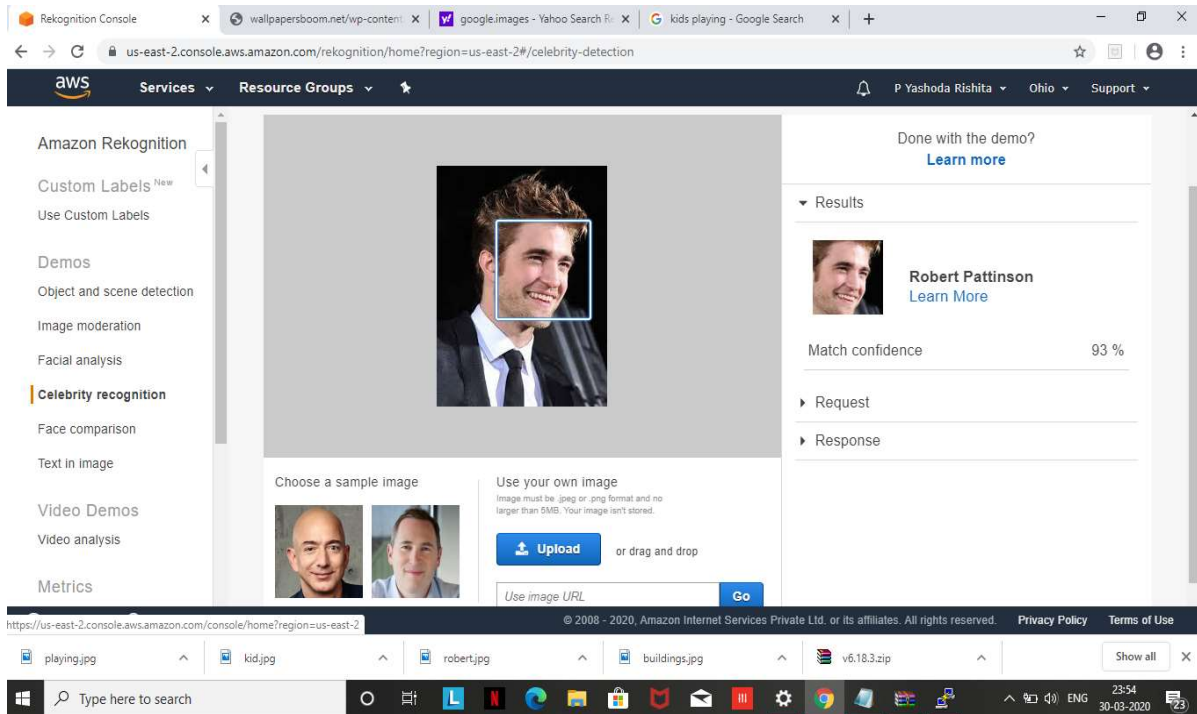 Rekognition Console
wallpapersboom.net/wp-content
google.images - Yahoo Search Re
kids playing - Google Search
us-east-2.console.aws.amazon.com/rekognition/home?region=us-east-2#/celebrity-detection
aws Services Resource Groups P Yashoda Rishita Ohio Support
Amazon Rekognition
Custom Labels New
Use Custom Labels
Demos
Object and scene detection
Image moderation
Facial analysis
Celebrity recognition
Face comparison
Text in image
Video Demos
Video analysis
Metrics
Choose a sample image
Use your own image
Image must be .jpeg or .png format and no
larger than 5MB. Your image isn't stored.
Upload or drag and drop
Use image URL Go
Done with the demo?
Learn more
Results
Robert Pattinson
Learn More
Match confidence 93 %
Request
Response
https://us-east-2.console.aws.amazon.com/console/home?region=us-east-2
© 2008 - 2020, Amazon Internet Services Private Ltd. or its affiliates. All rights reserved. Privacy Policy Terms of Use
playing.jpg kid.jpg robert.jpg buildings.jpg v6.18.3.zip Show all
Type here to search L N ENG 23:54
30-03-2020 23